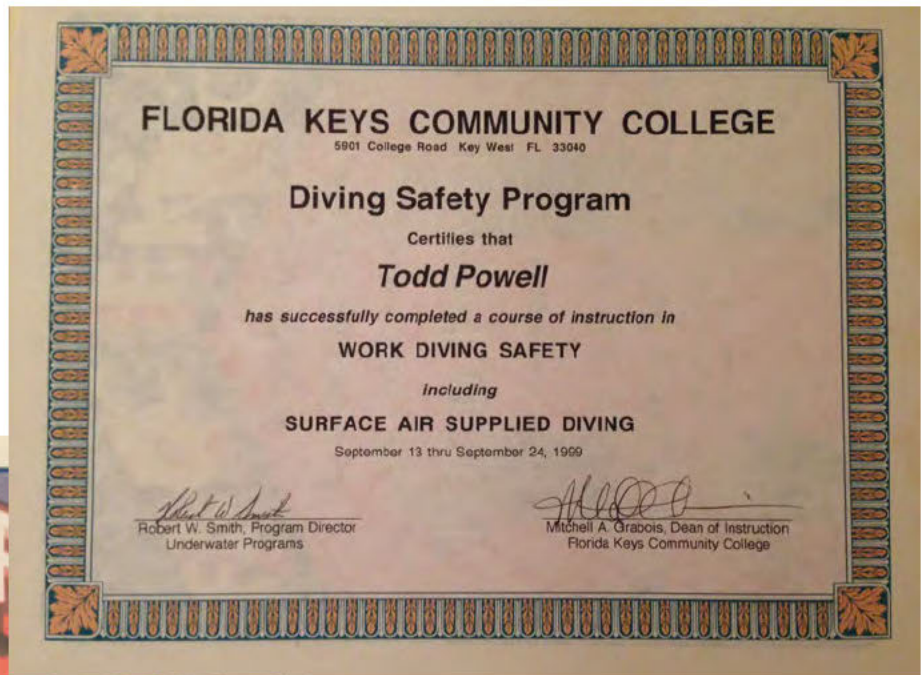 FLORIDA KEYS COMMUNITY COLLEGE
5901 College Road Key West FL 33040
Diving Safety Program
Certifies that
Todd Powell
has successfully completed a course of instruction in
WORK DIVING SAFETY
including
SURFACE AIR SUPPLIED DIVING
September 13 thru September 24, 1999
Robert W. Smith
Robert W. Smith, Program Director
Underwater Programs
Mitchell A. Grabois, Dean of Instruction
Florida Keys Community College